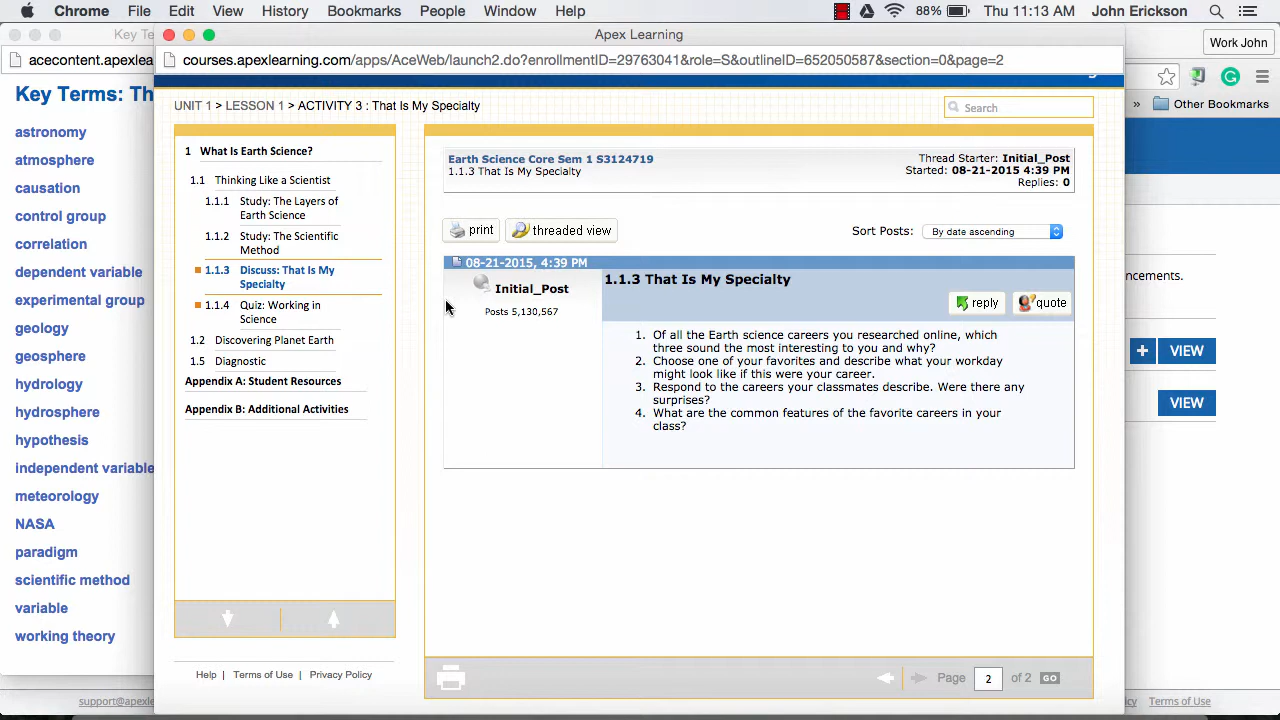 Chrome File Edit View History Bookmarks People Window Help 88% Thu 11:13 AM John Erickson
Key Te
Apex Learning
Work John
acecontent.apexlea
courses.apexlearning.com/apps/AceWeb/launch2.do?enrollmentID=29763041&role=S&outlineID=652050587&section=0&page=2
» Other Bookmarks
Key Terms: Th
astronomy
atmosphere
causation
control group
correlation
dependent variable
experimental group
geology
geosphere
hydrology
hydrosphere
hypothesis
independent variable
meteorology
NASA
paradigm
scientific method
variable
working theory
support@apexle
UNIT 1 > LESSON 1 > ACTIVITY 3 : That Is My Specialty
Search
1 What Is Earth Science?
1.1 Thinking Like a Scientist
1.1.1 Study: The Layers of
Earth Science
1.1.2 Study: The Scientific
Method
1.1.3 Discuss: That Is My
Specialty
1.1.4 Quiz: Working in
Science
1.2 Discovering Planet Earth
1.5 Diagnostic
Appendix A: Student Resources
Appendix B: Additional Activities
Help | Terms of Use | Privacy Policy
Earth Science Core Sem 1 S3124719
1.1.3 That Is My Specialty
Thread Starter: Initial_Post
Started: 08-21-2015 4:39 PM
Replies: 0
print threaded view
Sort Posts: By date ascending
08-21-2015, 4:39 PM
Initial_Post
Posts 5,130,567
1.1.3 That Is My Specialty
reply quote
1. Of all the Earth science careers you researched online, which
three sound the most interesting to you and why?
2. Choose one of your favorites and describe what your workday
might look like if this were your career.
3. Respond to the careers your classmates describe. Were there any
surprises?
4. What are the common features of the favorite careers in your
class?
Page 2 of 2 GO
ncements.
+ VIEW
VIEW
cy Terms of Use